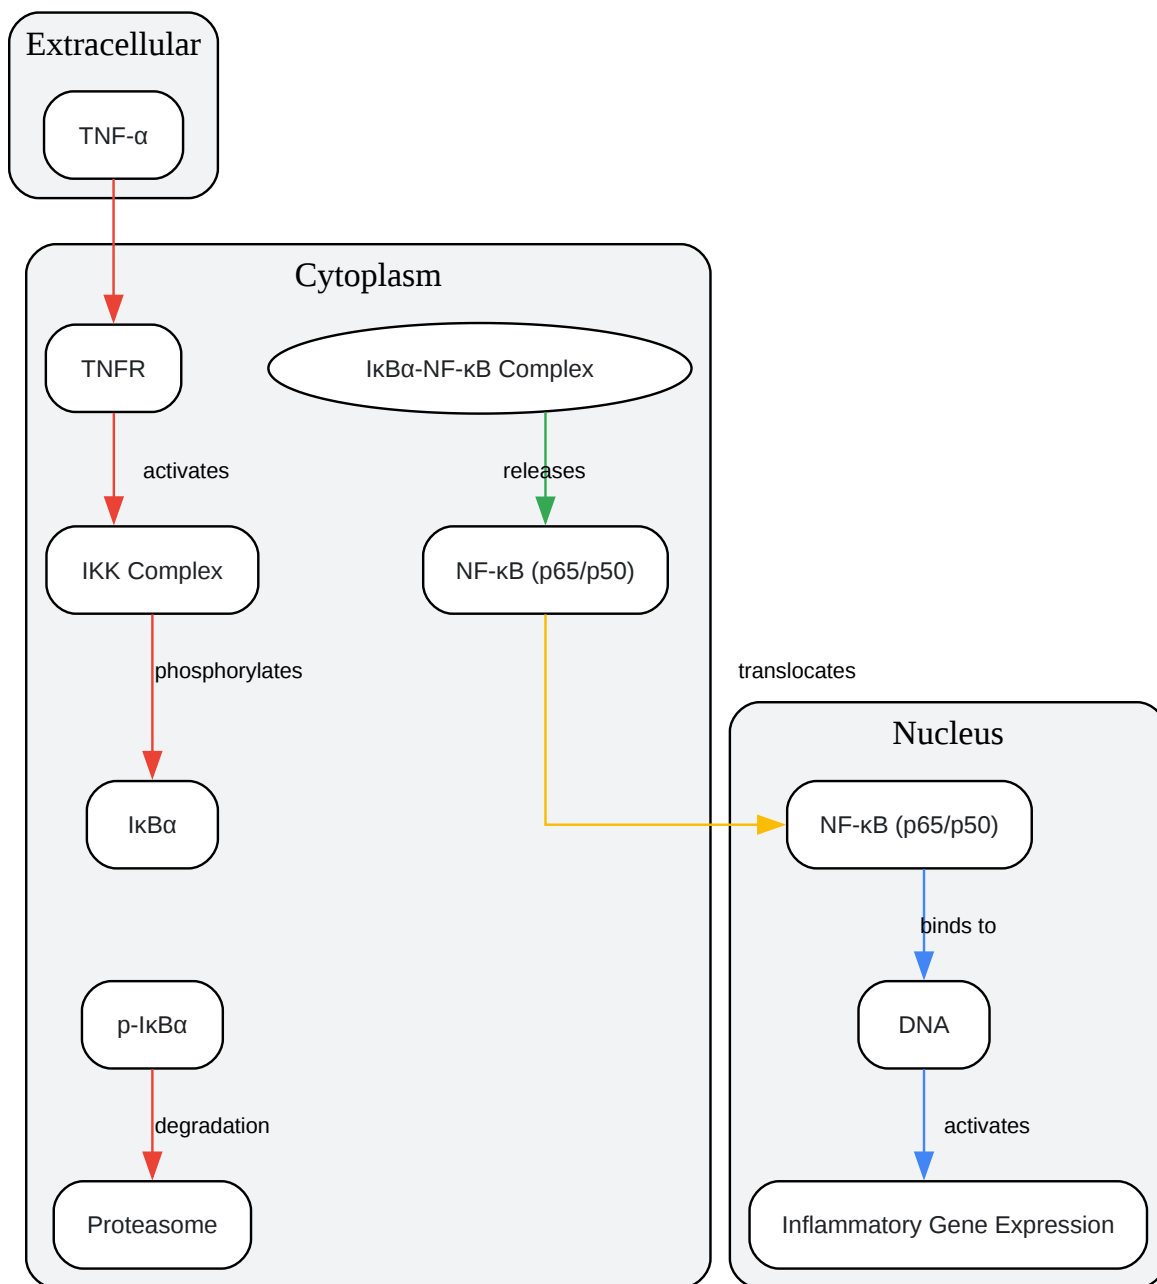 Extracellular
TNF-α
Cytoplasm
TNFR
IκBα-NF-κB Complex
activates
releases
IKK Complex
NF-κB (p65/p50)
phosphorylates
translocates
Nucleus
IκBα
NF-κB (p65/p50)
binds to
p-IκBα
DNA
degradation
activates
Proteasome
Inflammatory Gene Expression